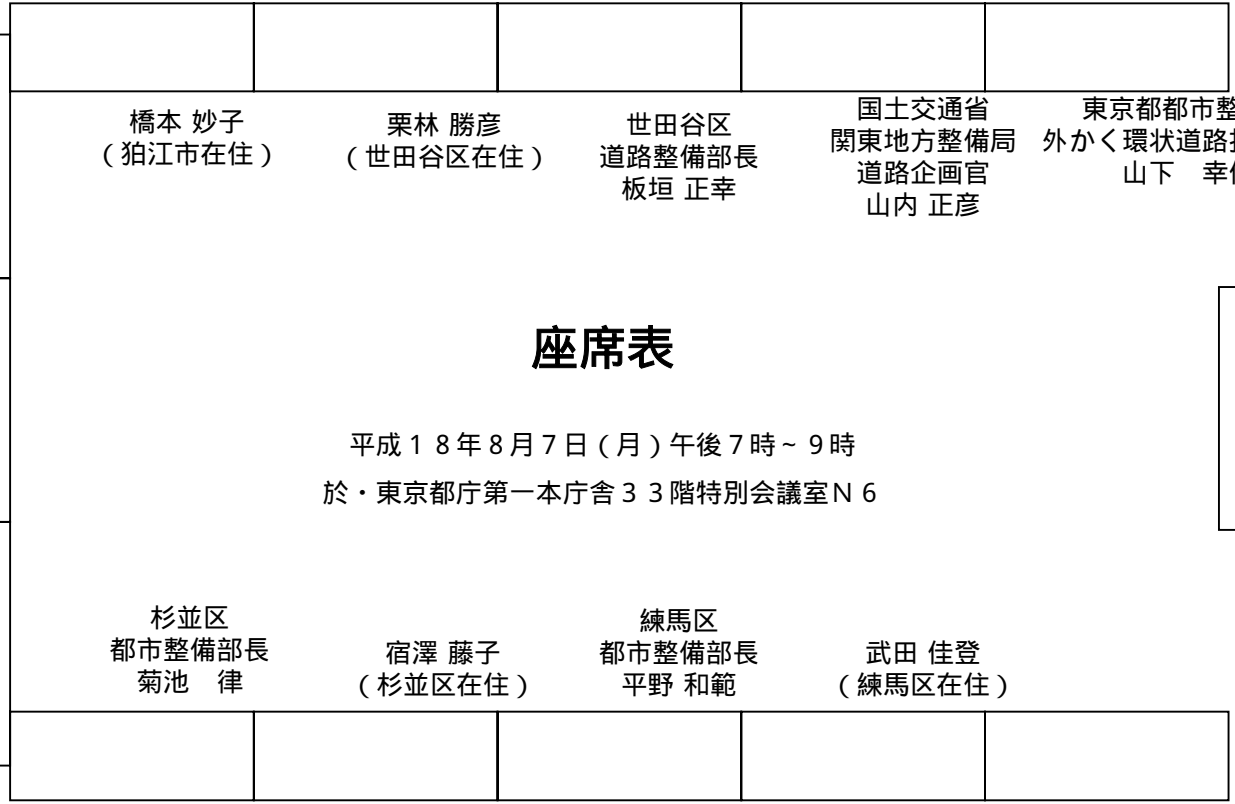 橋本 妙子
（狛江市在住）
栗林 勝彦
（世田谷区在住）
世田谷区
道路整備部長
板垣 正幸
国土交通省
関東地方整備局
道路企画官
山内 正彦
東京都都市整
外かく環状道路
山下　幸
座席表
平成１８年８月７日（月）午後７時～９時
於・東京都庁第一本庁舎３３階特別会議室Ｎ６
杉並区
都市整備部長
菊池　律
宿澤 藤子
（杉並区在住）
練馬区
都市整備部長
平野 和範
武田 佳登
（練馬区在住）